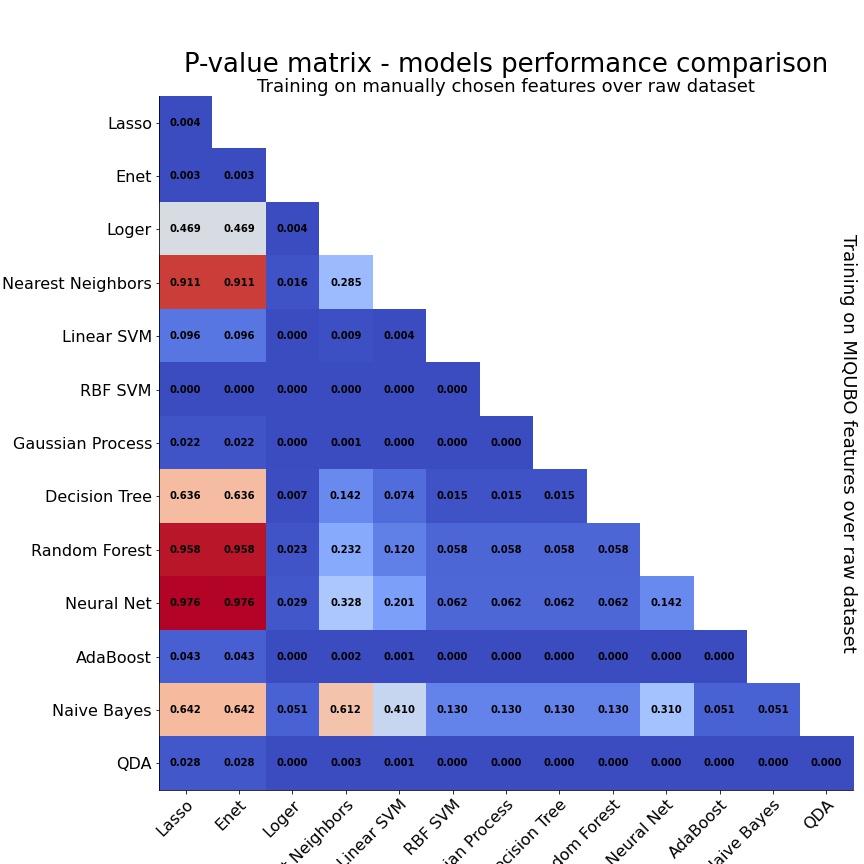 P-value matrix - models performance comparison
Training on manually chosen features over raw dataset
Lasso 0.004
Enet 0.003 0.003
Loger 0.469 0.469 0.004
Nearest Neighbors 0.911 0.911 0.016 0.285
Linear SVM 0.096 0.096 0.000 0.009 0.004
RBF SVM 0.000 0.000 0.000 0.000 0.000 0.000
Gaussian Process 0.022 0.022 0.000 0.001 0.000 0.000 0.000
Decision Tree 0.636 0.636 0.007 0.142 0.074 0.015 0.015 0.015
Random Forest 0.958 0.958 0.023 0.232 0.120 0.058 0.058 0.058 0.058
Neural Net 0.976 0.976 0.029 0.328 0.201 0.062 0.062 0.062 0.062 0.142
AdaBoost 0.043 0.043 0.000 0.002 0.001 0.000 0.000 0.000 0.000 0.000 0.000
Naive Bayes 0.642 0.642 0.051 0.612 0.410 0.130 0.130 0.130 0.130 0.310 0.051 0.051
QDA 0.028 0.028 0.000 0.003 0.001 0.000 0.000 0.000 0.000 0.000 0.000 0.000 0.000
Lasso
Enet
Loger
t Neighbors
Linear SVM
RBF SVM
ian Process
ecision Tree
dom Forest
Neural Net
AdaBoost
aive Bayes
QDA
Training on MIQUBO features over raw dataset